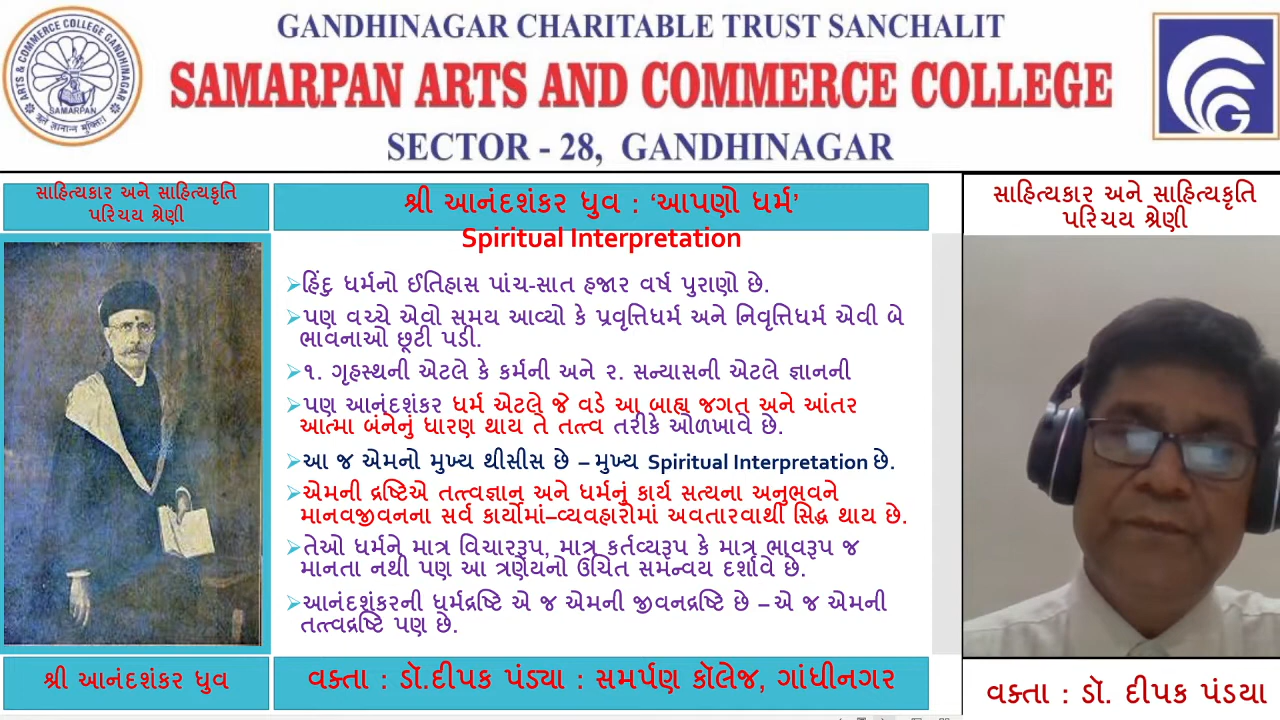 GANDHINAGAR CHARITABLE TRUST SANCHALIT
SAMARPAN ARTS AND COMMERCE COLLEGE
SECTOR - 28, GANDHINAGAR
ARTS & COMMERCE COLLEGE GANDHINAGAR
SAMARPAN
ऋते ज्ञानान्न मुक्तिः
G
સાહિત્યકાર અને સાહિત્યકૃતિ
પરિચય શ્રેણી
શ્રી આનંદશંકર ધ્રુવ : ‘આપણો ધર્મ’
Spiritual Interpretation
સાહિત્યકાર અને સાહિત્યકૃતિ
પરિચય શ્રેણી
➢હિંદુ ધર્મનો ઈતિહાસ પાંચ-સાત હજાર વર્ષ પુરાણો છે.
➢પણ વચ્ચે એવો સમય આવ્યો કે પ્રવૃત્તિધર્મ અને નિવૃત્તિધર્મ એવી બે
ભાવનાઓ છૂટી પડી.
➢૧. ગૃહસ્થની એટલે કે કર્મની અને ૨. સન્યાસની એટલે જ્ઞાનની
➢પણ આનંદશંકર ધર્મ એટલે જે વડે આ બાહ્ય જગત અને આંતર
આત્મા બંનેનું ધારણ થાય તે તત્ત્વ તરીકે ઓળખાવે છે.
➢આ જ એમનો મુખ્ય થીસીસ છે – મુખ્ય Spiritual Interpretation છે.
➢એમની દ્રષ્ટિએ તત્ત્વજ્ઞાન અને ધર્મનું કાર્ય સત્યના અનુભવને
માનવજીવનના સર્વ કાર્યોમાં–વ્યવહારોમાં અવતારવાથી સિદ્ધ થાય છે.
➢તેઓ ધર્મને માત્ર વિચારરૂપ, માત્ર કર્તવ્યરૂપ કે માત્ર ભાવરૂપ જ
માનતા નથી પણ આ ત્રણેયનો ઉચિત સમન્વય દર્શાવે છે.
➢આનંદશંકરની ધર્મદ્રષ્ટિ એ જ એમની જીવનદ્રષ્ટિ છે – એ જ એમની
તત્ત્વદ્રષ્ટિ પણ છે.
શ્રી આનંદશંકર ધ્રુવ
વક્તા : ડૉ.દીપક પંડ્યા : સમર્પણ કૉલેજ, ગાંધીનગર
વક્તા : ડૉ. દીપક પંડયા